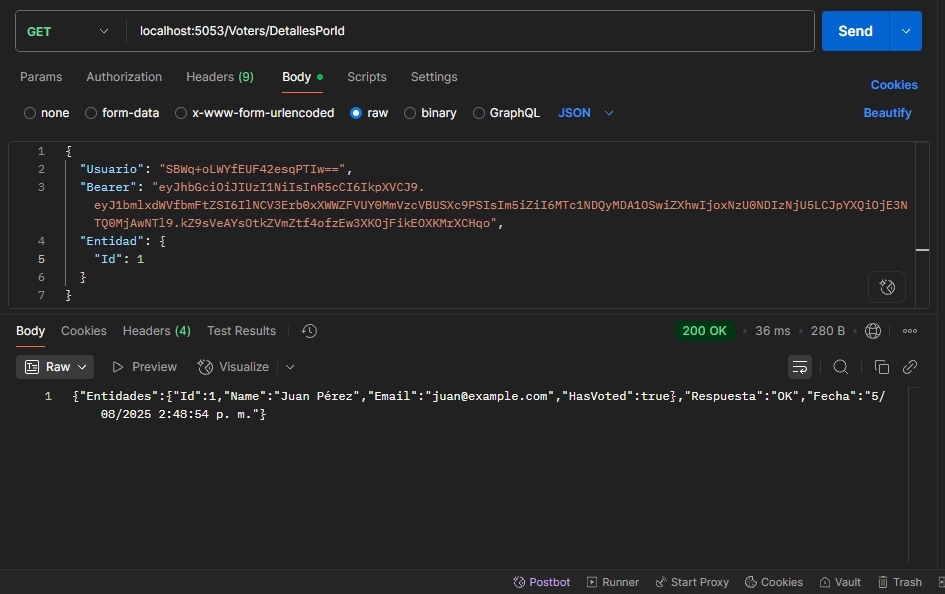 GET localhost:5053/Voters/DetallesPorId Send
Params Authorization Headers (9) Body Scripts Settings Cookies
none form-data x-www-form-urlencoded raw binary GraphQL JSON Beautify
1 {
2 "Usuario": "SBWq+oLWYfEUF42esqPTIw==",
3 "Bearer": "eyJhbGciOiJIUzI1NiIsInR5cCI6IkpXVCJ9.
eyJ1bmlxdWVfbmFtZSI6IlNCV3Erb0xXWWZFVUY0MmVzcVBUSXc9PSIsIm5iZiI6MTc1NDQyMDA1OSwiZXhwIjoxNzU0NDIzNjU5LCJpYXQiOjE3N
TQ0MjAwNTl9.kZ9sVeAYsOtkZVmZtf4ofzEw3XKOjFikEOXKMrXCHqo",
4 "Entidad": {
5 "Id": 1
6 }
7 }
Body Cookies Headers (4) Test Results 200 OK 36 ms 280 B
Raw Preview Visualize
1 {"Entidades":{"Id":1,"Name":"Juan Pérez","Email":"juan@example.com","HasVoted":true},"Respuesta":"OK","Fecha":"5/
08/2025 2:48:54 p. m."}
Postbot Runner Start Proxy Cookies Vault Trash